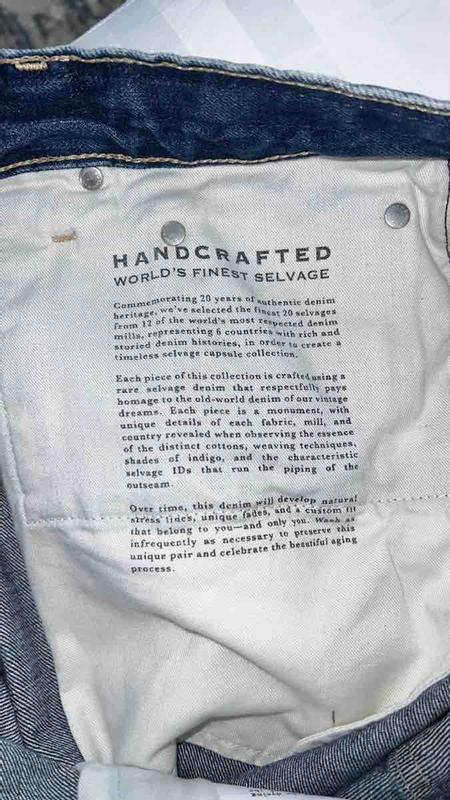 HANDCRAFTED
WORLD'S FINEST SELVAGE
Commemorating 20 years of authentic denim
heritage, we've selected the finest 20 selvages
from 12 of the world's most respected denim
mills, representing 6 countries with rich and
storied denim histories, in order to create a
timeless selvage capsule collection.
Each piece of this collection is crafted using a
rare selvage denim that respectfully pays
homage to the old-world denim of our vintage
dreams. Each piece is a monument, with
unique details of each fabric, mill, and
country revealed when observing the essence
of the distinct cottons, weaving techniques,
shades of indigo, and the characteristic
selvage IDs that run the piping of the
outseam.
Over time, this denim will develop natural
stress lines, unique fades, and a custom fit
that belong to you—and only you. Wash as
infrequently as necessary to preserve this
unique pair and celebrate the beautiful aging
process.